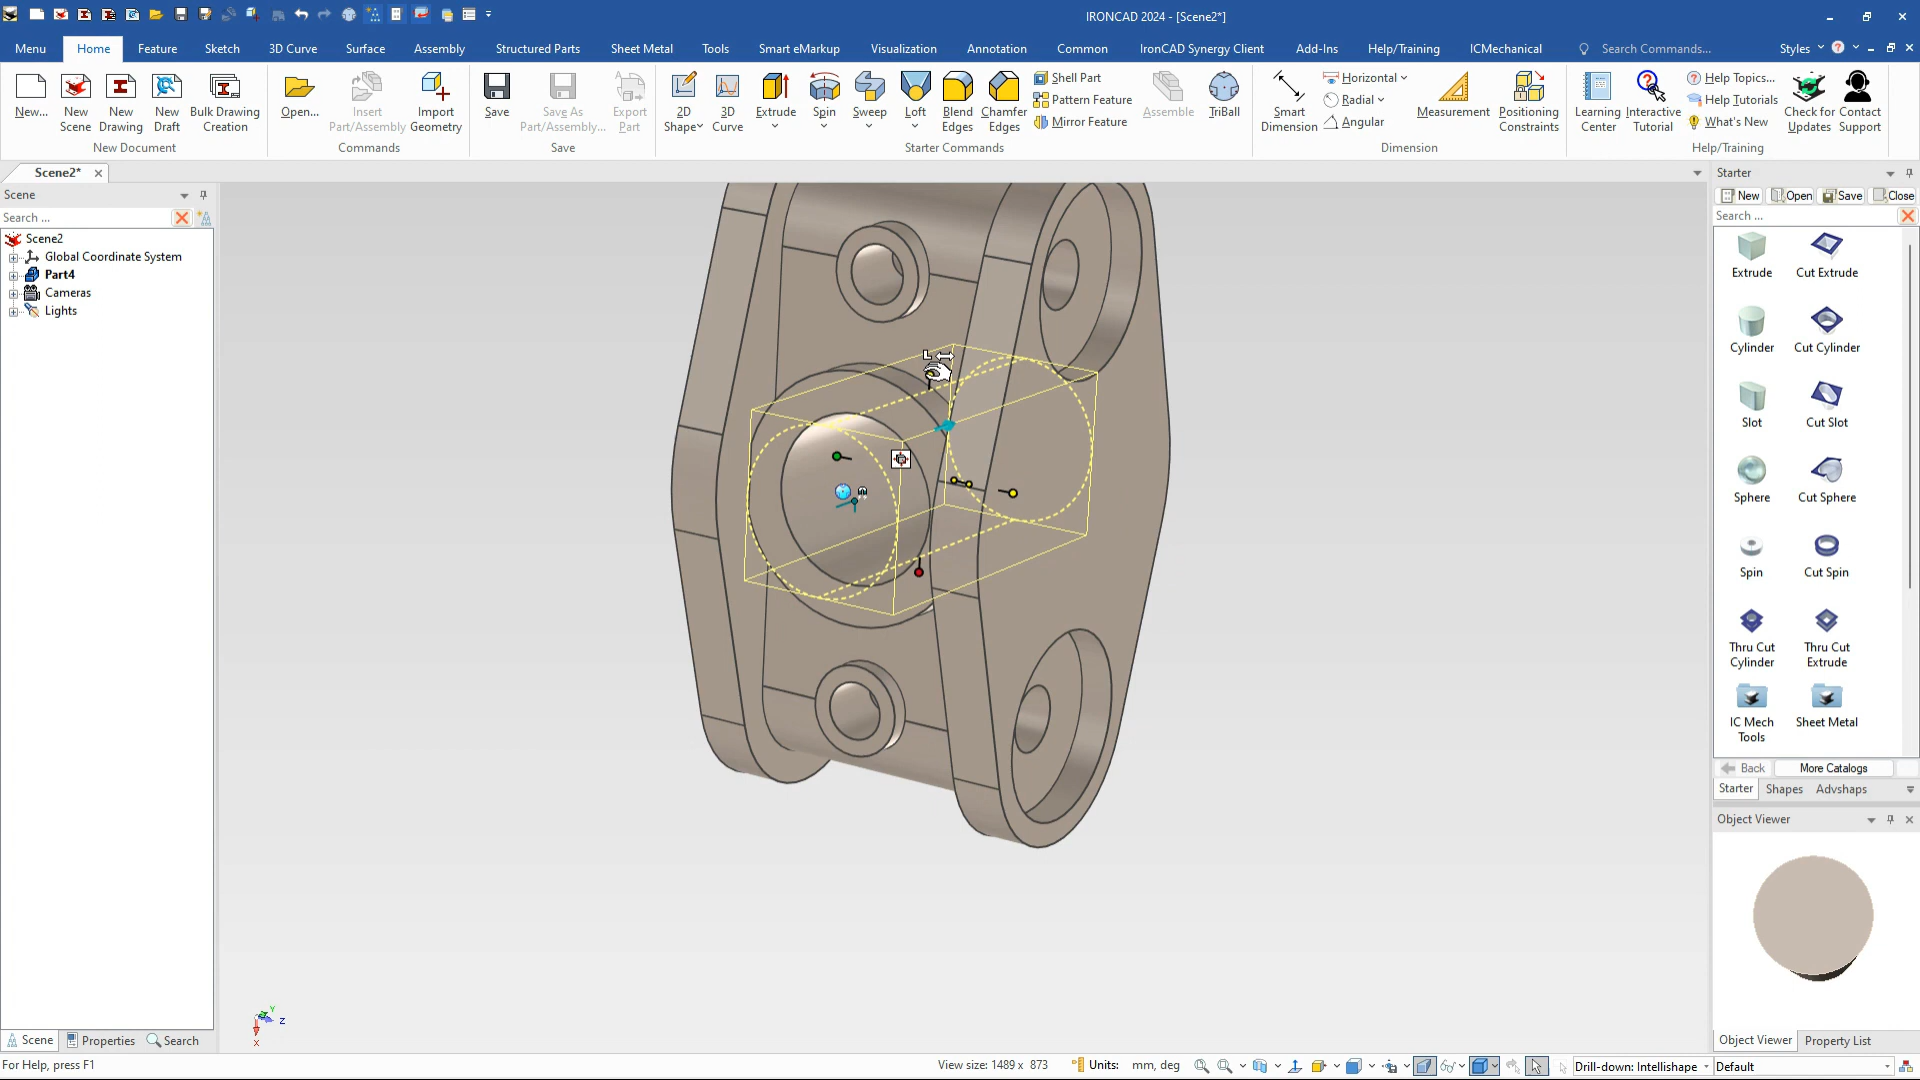 IRONCAD 2024 - [Scene2*]
Menu Home Feature Sketch 3D Curve Surface Assembly Structured Parts Sheet Metal Tools Smart eMarkup Visualization Annotation Common IronCAD Synergy Client Add-Ins Help/Training ICMechanical Search Commands... Styles
New... New Scene New Drawing New Draft Bulk Drawing Creation
New Document
Open... Insert Part/Assembly Import Geometry
Commands
Save Save As Part/Assembly... Export Part
Save
2D Shape 3D Curve Extrude Spin Sweep Loft Blend Edges Chamfer Edges
Shell Part
Pattern Feature
Mirror Feature
Assemble TriBall
Starter Commands
Smart Dimension
Horizontal
Radial
Angular
Measurement Positioning Constraints
Dimension
Learning Center Interactive Tutorial
Help Topics...
Help Tutorials
What's New
Check for Updates Contact Support
Help/Training
Scene2*
Scene
Search ...
Scene2
Global Coordinate System
Part4
Cameras
Lights
L
Y
Z
X
Starter
New Open Save Close
Search ...
Extrude Cut Extrude
Cylinder Cut Cylinder
Slot Cut Slot
Sphere Cut Sphere
Spin Cut Spin
Thru Cut Cylinder Thru Cut Extrude
IC Mech Tools Sheet Metal
Back More Catalogs
Starter Shapes Advshaps
Object Viewer
Object Viewer Property List
Scene Properties Search
For Help, press F1
View size: 1489 x 873 Units: mm, deg
Drill-down: Intellishape Default